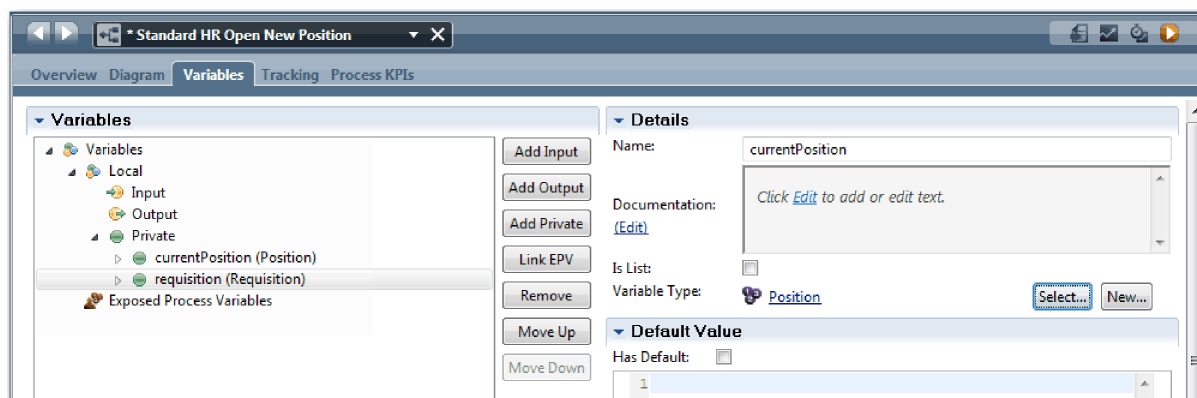 * Standard HR Open New Position
Overview Diagram Variables Tracking Process KPIs
Variables
Variables
Local
Input
Output
Private
currentPosition (Position)
requisition (Requisition)
Exposed Process Variables
Add Input
Add Output
Add Private
Link EPV
Remove
Move Up
Move Down
Details
Name: currentPosition
Documentation: Click Edit to add or edit text.
(Edit)
Is List:
Variable Type: Position Select... New...
Default Value
Has Default:
1